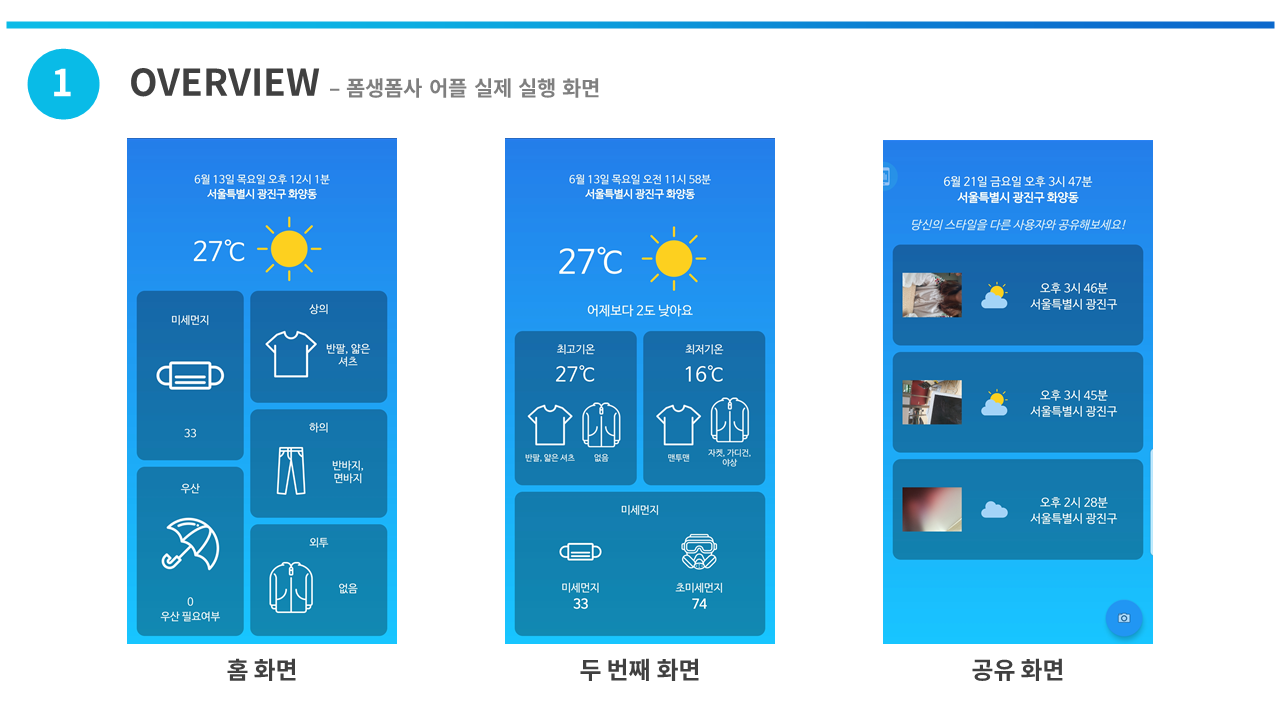 1
OVERVIEW – 폼생폼사 어플 실제 실행 화면
6월 13일 목요일 오후 12시 1분
서울특별시 광진구 화양동
27℃
미세먼지
33
상의
반팔, 얇은
셔츠
하의
반바지,
면바지
우산
0
우산 필요여부
외투
없음
홈 화면
6월 13일 목요일 오전 11시 58분
서울특별시 광진구 화양동
27℃
어제보다 2도 낮아요
최고기온
27℃
반팔, 얇은 셔츠
없음
최저기온
16℃
맨투맨
자켓, 가디건,
야상
미세먼지
미세먼지
33
초미세먼지
74
두 번째 화면
6월 21일 금요일 오후 3시 47분
서울특별시 광진구 화양동
당신의 스타일을 다른 사용자와 공유해보세요!
오후 3시 46분
서울특별시 광진구
오후 3시 45분
서울특별시 광진구
오후 2시 28분
서울특별시 광진구
공유 화면